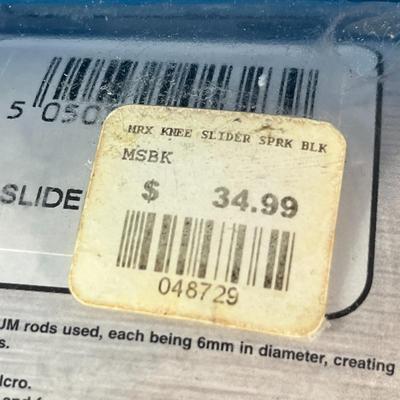 5 050
HRX KNEE SLIDER SPRK BLK
MSBK
$ 34.99
048729
SLIDE
UM rods used, each being 6mm in diameter, creating
s.
lcro.